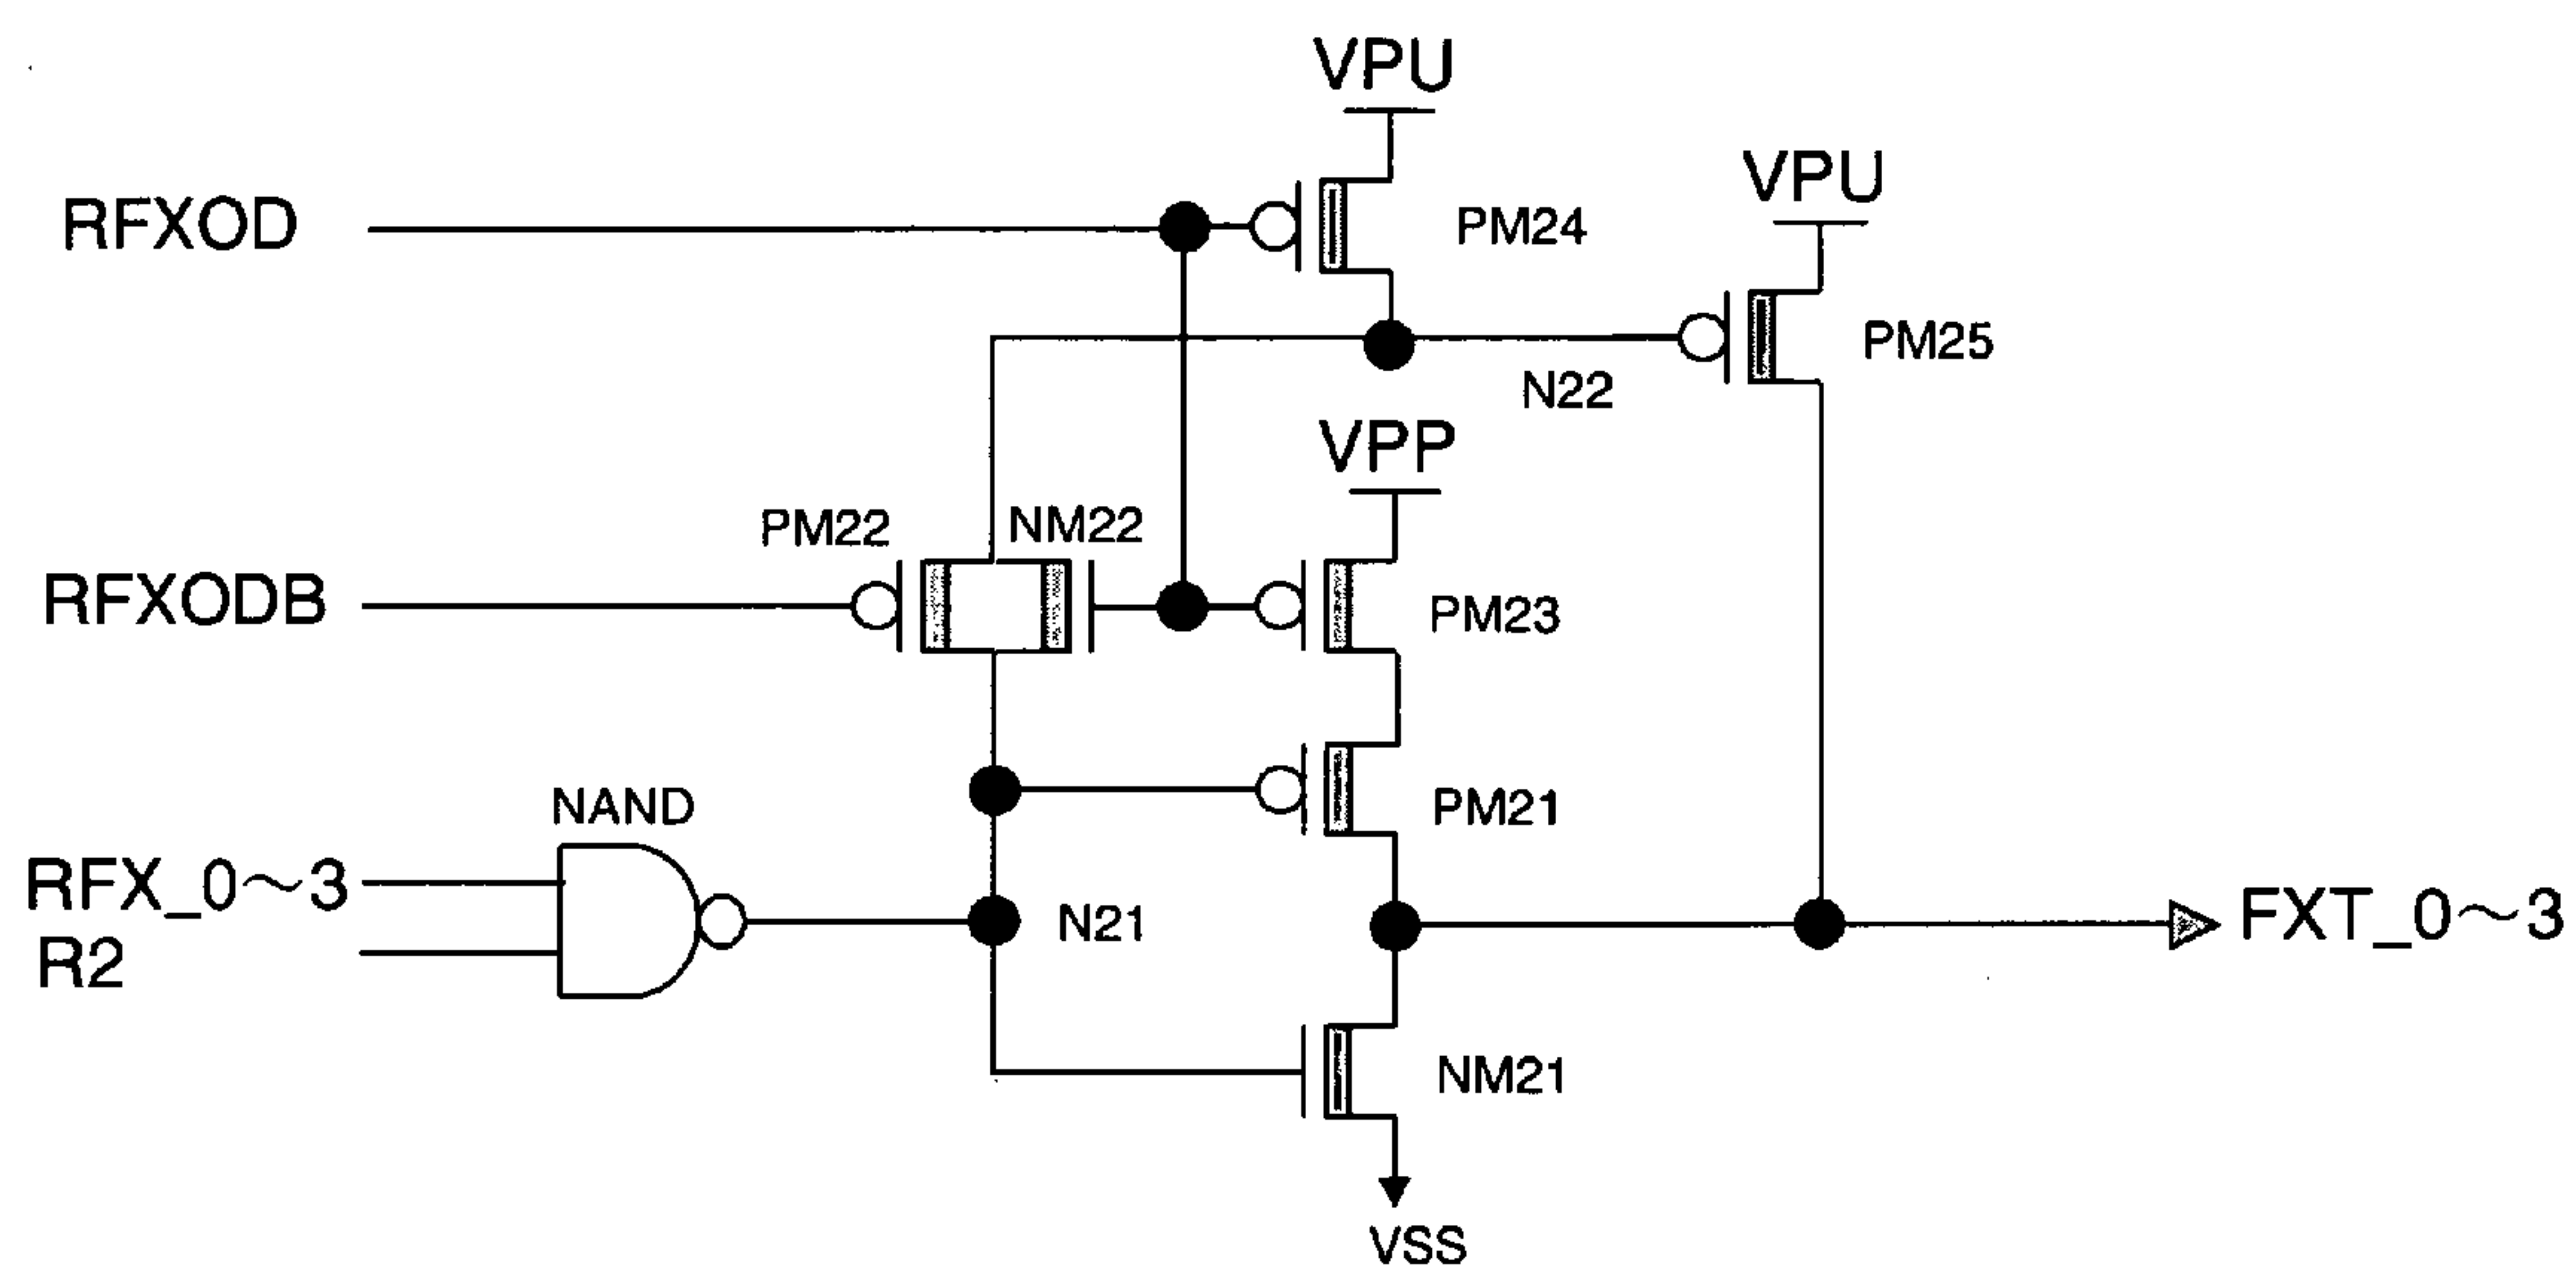 VPU
VPU
RFXOD
PM24
PM25
N22
VPP
PM22
NM22
RFXODB
PM23
NAND
PM21
RFX_0～3
N21
FXT_0～3
R2
NM21
VSS